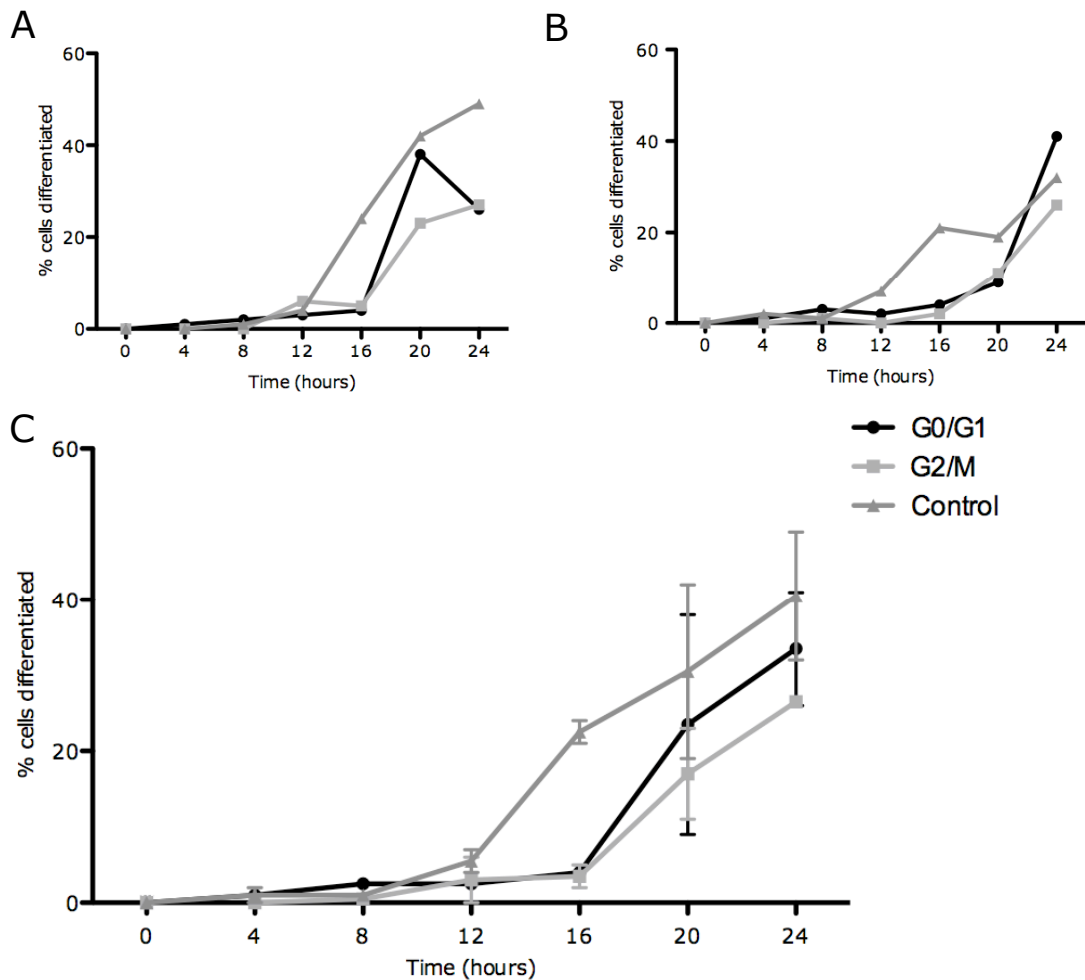 A
60
40
20
0
% cells differentiated
0 4 8 12 16 20 24
Time (hours)
B
60
40
20
0
% cells differentiated
0 4 8 12 16 20 24
Time (hours)
C
60
40
20
0
% cells differentiated
0 4 8 12 16 20 24
Time (hours)
G0/G1
G2/M
Control